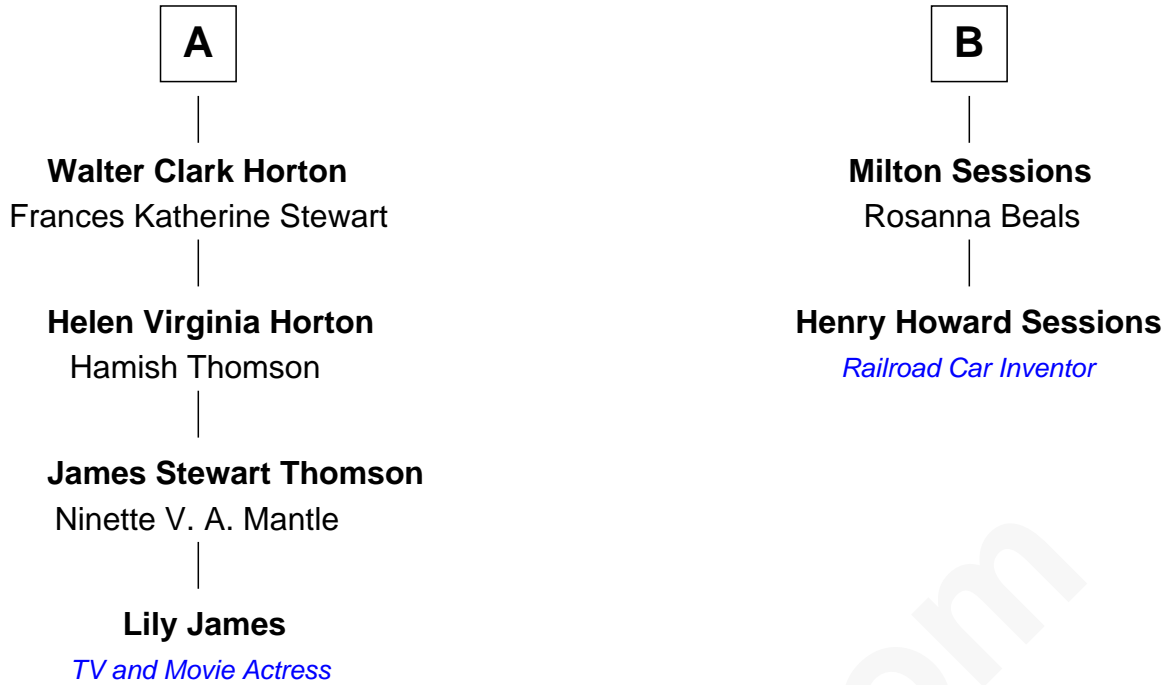 A
Walter Clark Horton
Frances Katherine Stewart
Helen Virginia Horton
Hamish Thomson
James Stewart Thomson
Ninette V. A. Mantle
Lily James
TV and Movie Actress
B
Milton Sessions
Rosanna Beals
Henry Howard Sessions
Railroad Car Inventor
om